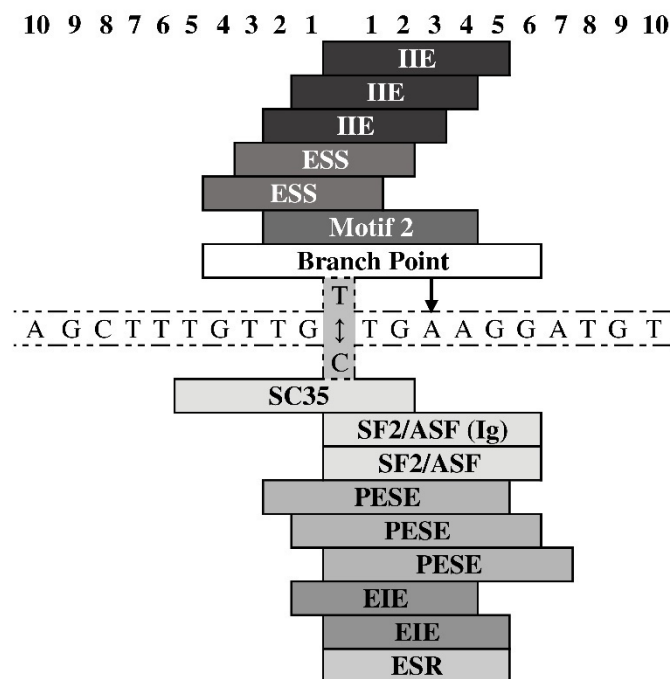 10 9 8 7 6 5 4 3 2 1 1 2 3 4 5 6 7 8 9 10
IIE
IIE
IIE
ESS
ESS
Motif 2
Branch Point
T
A G C T T T G T T G ↕ T G A A G G A T G T
C
SC35
SF2/ASF (Ig)
SF2/ASF
PESE
PESE
PESE
EIE
EIE
ESR